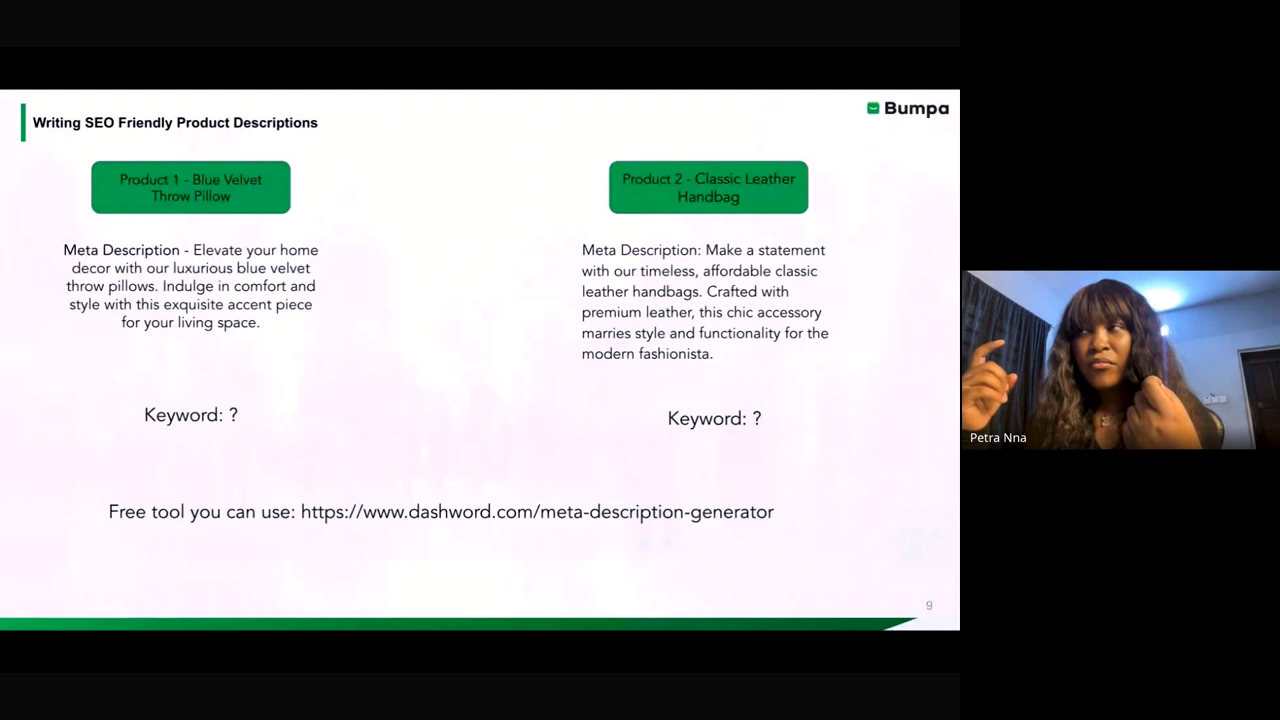 Writing SEO Friendly Product Descriptions
Bumpa
Product 1 - Blue Velvet
Throw Pillow
Meta Description - Elevate your home
decor with our luxurious blue velvet
throw pillows. Indulge in comfort and
style with this exquisite accent piece
for your living space.
Keyword: ?
Product 2 - Classic Leather
Handbag
Meta Description: Make a statement
with our timeless, affordable classic
leather handbags. Crafted with
premium leather, this chic accessory
marries style and functionality for the
modern fashionista.
Keyword: ?
Free tool you can use: https://www.dashword.com/meta-description-generator
9
Petra Nna